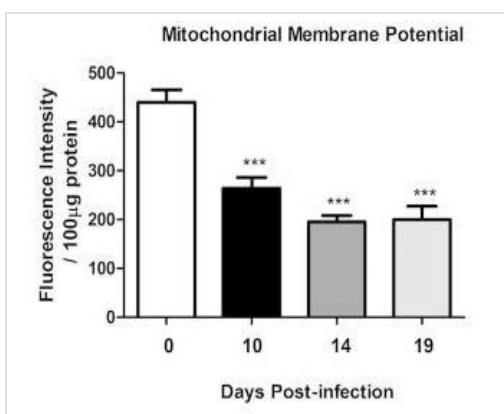 Mitochondrial Membrane Potential
Fluorescence Intensity
/ 100µg protein
500
400
300
200
100
0
***
***
***
0 10 14 19
Days Post-infection